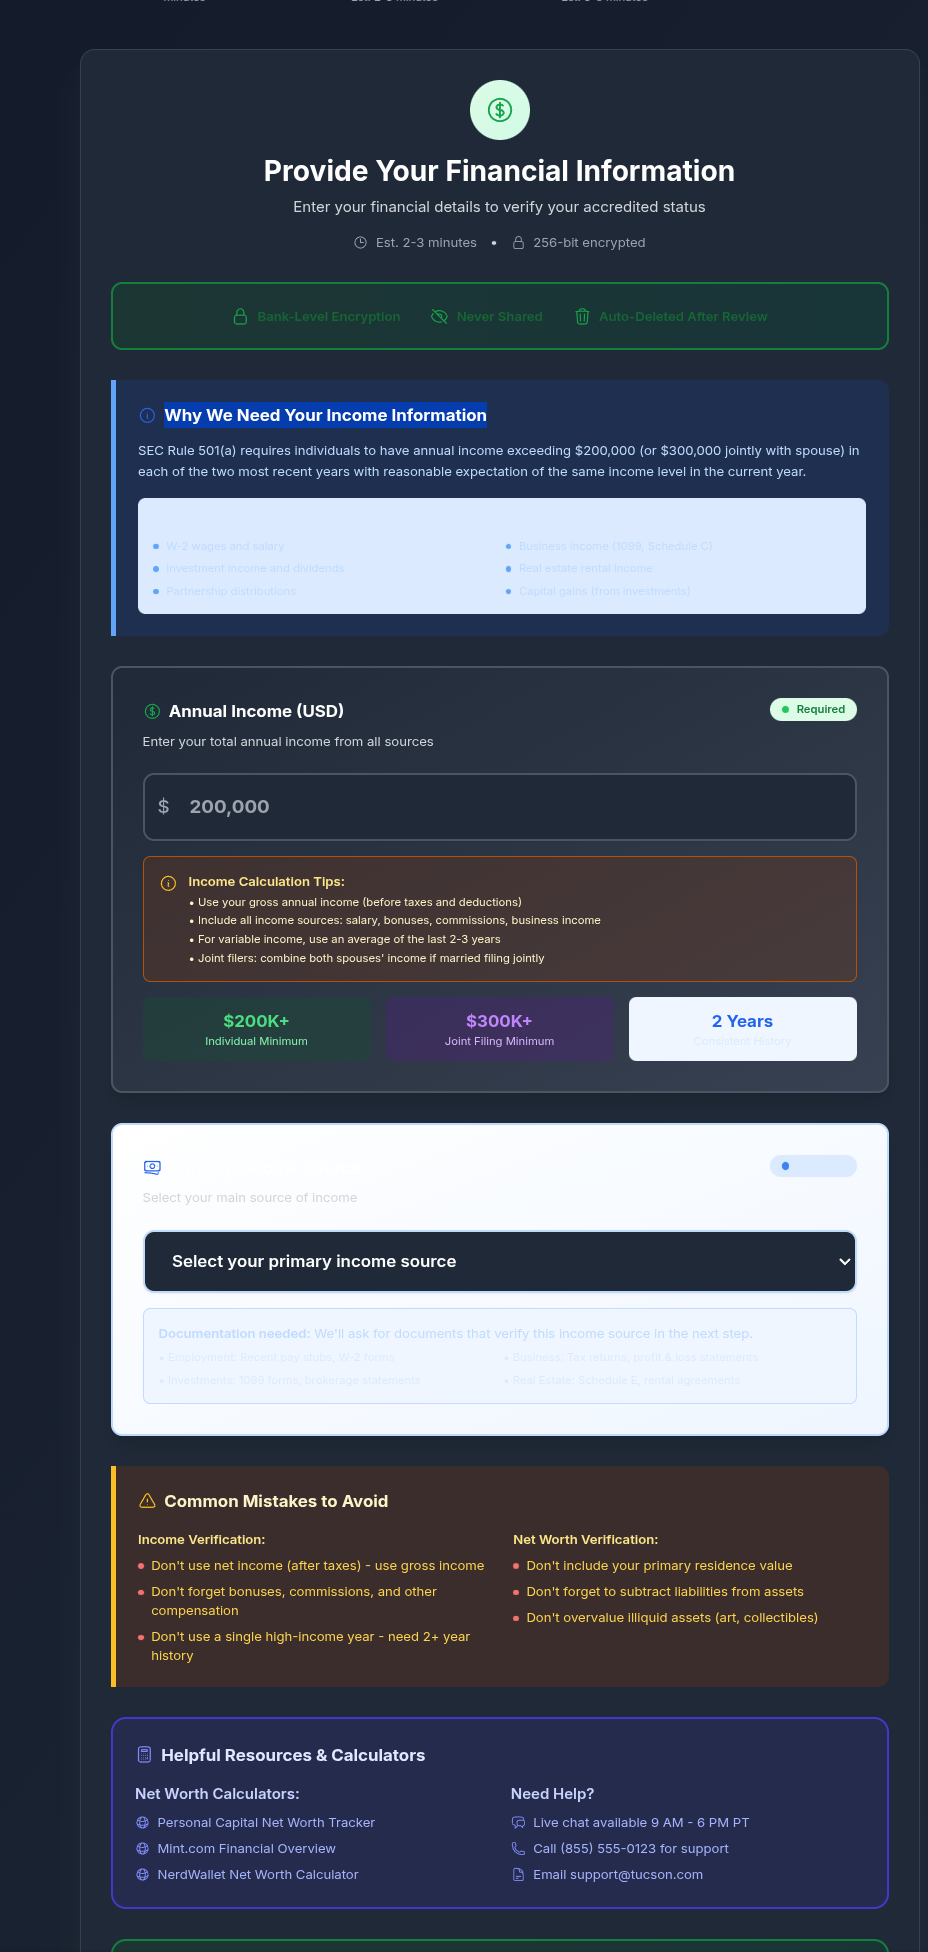 Provide Your Financial Information
Enter your financial details to verify your accredited status
Est. 2-3 minutes • 256-bit encrypted
Bank-Level Encryption Never Shared Auto-Deleted After Review
Why We Need Your Income Information
SEC Rule 501(a) requires individuals to have annual income exceeding $200,000 (or $300,000 jointly with spouse) in
each of the two most recent years with reasonable expectation of the same income level in the current year.
• W-2 wages and salary
• Business income (1099, Schedule C)
• Investment income and dividends
• Real estate rental income
• Partnership distributions
• Capital gains (from investments)
Annual Income (USD)
Required
Enter your total annual income from all sources
$ 200,000
Income Calculation Tips:
• Use your gross annual income (before taxes and deductions)
• Include all income sources: salary, bonuses, commissions, business income
• For variable income, use an average of the last 2-3 years
• Joint filers: combine both spouses' income if married filing jointly
$200K+
Individual Minimum
$300K+
Joint Filing Minimum
2 Years
Consistent History
Select your main source of income
Select your primary income source
Documentation needed: We'll ask for documents that verify this income source in the next step.
• Employment: Recent pay stubs, W-2 forms
• Business: Tax returns, profit & loss statements
• Investments: 1099 forms, brokerage statements
• Real Estate: Schedule E, rental agreements
Common Mistakes to Avoid
Income Verification:
• Don't use net income (after taxes) - use gross income
• Don't forget bonuses, commissions, and other
compensation
• Don't use a single high-income year - need 2+ year
history
Net Worth Verification:
• Don't include your primary residence value
• Don't forget to subtract liabilities from assets
• Don't overvalue illiquid assets (art, collectibles)
Helpful Resources & Calculators
Net Worth Calculators:
Personal Capital Net Worth Tracker
Mint.com Financial Overview
NerdWallet Net Worth Calculator
Need Help?
Live chat available 9 AM - 6 PM PT
Call (855) 555-0123 for support
Email support@tucson.com